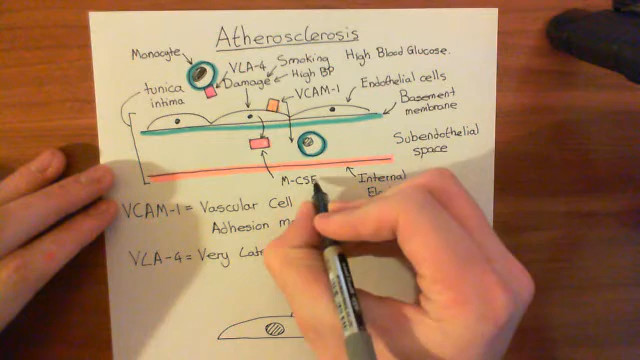 Atherosclerosis
Monocyte
VLA-4
Smoking
High Blood Glucose.
Damage
High BP
VCAM-1
Endothelial cells
tunica
intima
Basement
membrane
Subendothelial
space
M-CSF
Internal
VCAM-1 = Vascular Cell
Adhesion
VLA-4 = Very